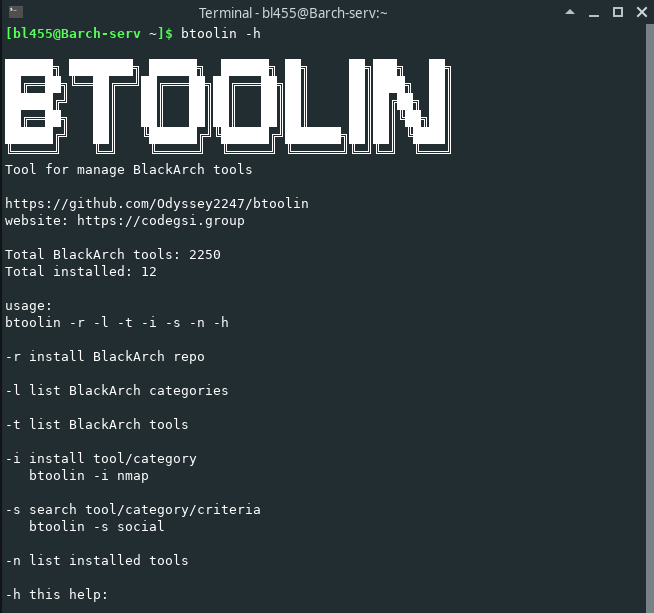 Terminal - bl455@Barch-serv:~
[bl455@Barch-serv ~]$ btoolin -h
BTOOLIN
Tool for manage BlackArch tools
https://github.com/Odyssey2247/btoolin
website: https://codegsi.group
Total BlackArch tools: 2250
Total installed: 12
usage:
btoolin -r -l -t -i -s -n -h
-r install BlackArch repo
-l list BlackArch categories
-t list BlackArch tools
-i install tool/category
btoolin -i nmap
-s search tool/category/criteria
btoolin -s social
-n list installed tools
-h this help: